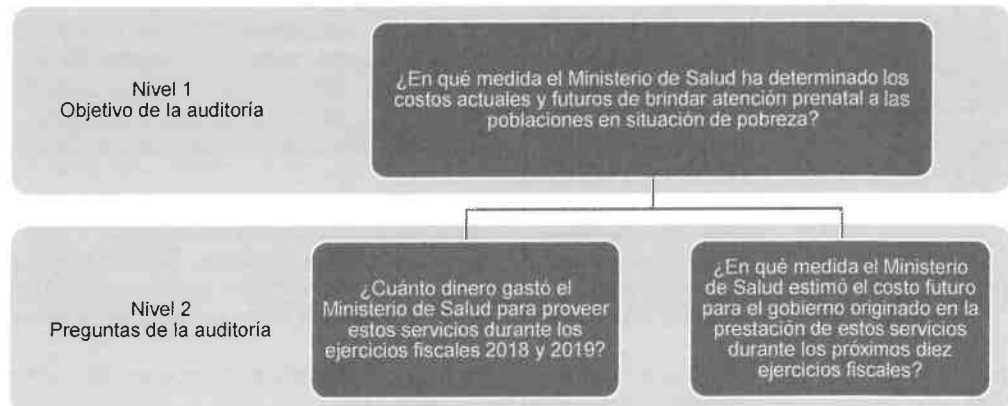 Nivel 1
Objetivo de la auditoría
¿En qué medida el Ministerio de Salud ha determinado los
costos actuales y futuros de brindar atención prenatal a las
poblaciones en situación de pobreza?
Nivel 2
Preguntas de la auditoría
¿Cuánto dinero gastó el
Ministerio de Salud para proveer
estos servicios durante los
ejercicios fiscales 2018 y 2019?
¿En qué medida el Ministerio
de Salud estimó el costo futuro
para el gobierno originado en la
prestación de estos servicios
durante los próximos diez
ejercicios fiscales?